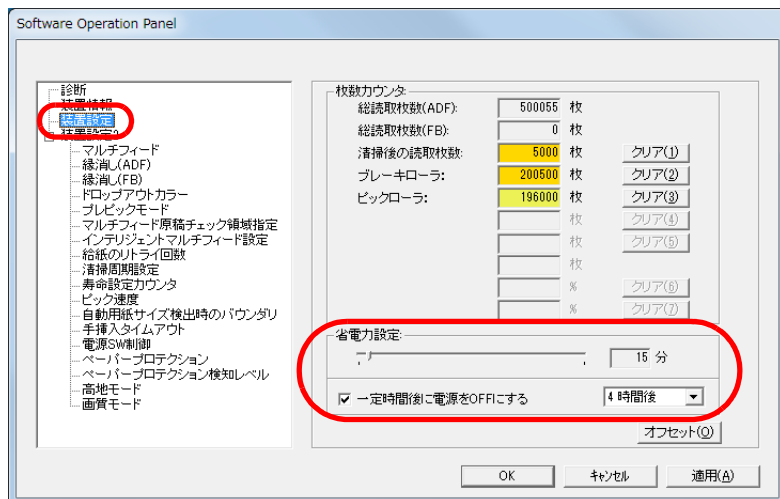 Software Operation Panel
診断
装置情報
装置設定
装置設定2
マルチフィード
縁消し(ADF)
縁消し(FB)
ドロップアウトカラー
プレピックモード
マルチフィード原稿チェック領域指定
インテリジェントマルチフィード設定
給紙のリトライ回数
清掃周期設定
寿命設定カウンタ
ピック速度
自動用紙サイズ検出時のバウンダリ
手挿入タイムアウト
電源SW制御
ペーパープロテクション
ペーパープロテクション検知レベル
高地モード
画質モード
枚数カウンタ
総読取枚数(ADF): 500055 枚
総読取枚数(FB): 0 枚
清掃後の読取枚数: 5000 枚 クリア(1)
ブレーキローラ: 200500 枚 クリア(2)
ピックローラ: 196000 枚 クリア(3)
枚 クリア(4)
枚 クリア(5)
枚
% クリア(6)
% クリア(7)
省電力設定:
15 分
一定時間後に電源をOFFにする 4 時間後
オフセット(O)
OK キャンセル 適用(A)